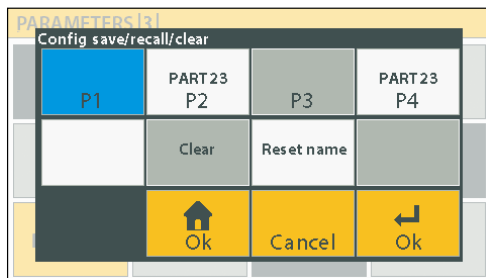 PARAMETERS |3|
Config save/recall/clear
PART23 PART23
P1 P2 P3 P4
Clear Reset name
Ok Cancel Ok